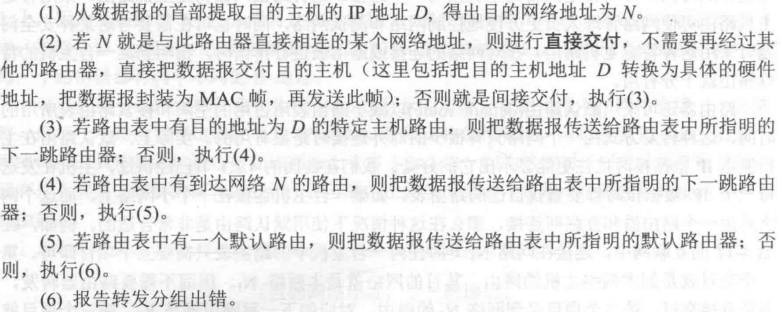 (1) 从数据报的首部提取目的主机的 IP 地址 D，得出目的网络地址为 N。
(2) 若 N 就是与此路由器直接相连的某个网络地址，则进行直接交付，不需要再经过其
他的路由器，直接把数据报交付目的主机（这里包括把目的主机地址 D 转换为具体的硬件
地址，把数据报封装为 MAC 帧，再发送此帧）；否则就是间接交付，执行(3)。
(3) 若路由表中有目的地址为 D 的特定主机路由，则把数据报传送给路由表中所指明的
下一跳路由器；否则，执行(4)。
(4) 若路由表中有到达网络 N 的路由，则把数据报传送给路由表中所指明的下一跳路由
器；否则，执行(5)。
(5) 若路由表中有一个默认路由，则把数据报传送给路由表中所指明的默认路由器；否
则，执行(6)。
(6) 报告转发分组出错。